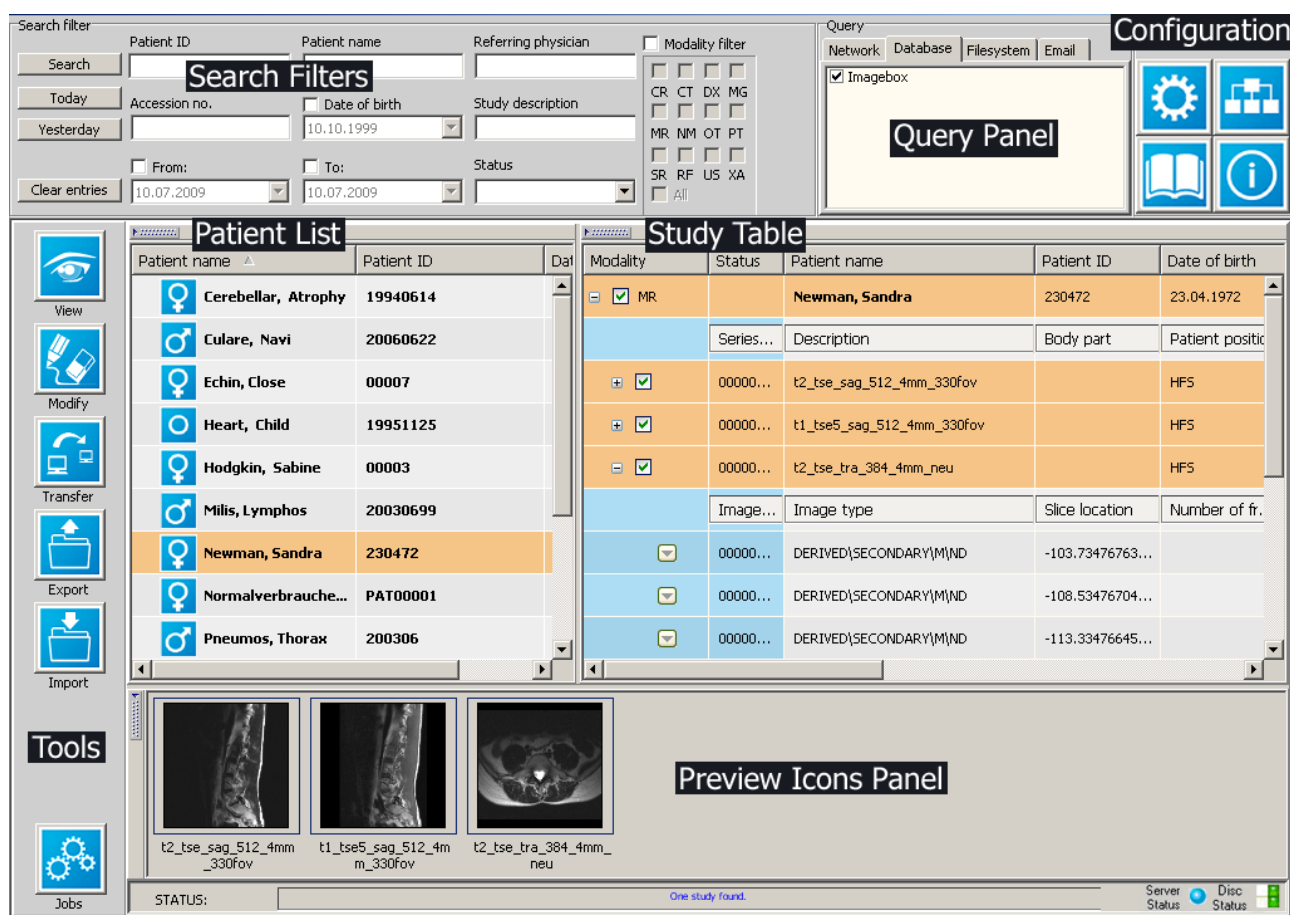 Search filter
Query
Configuration
Patient ID
Patient name
Referring physician
Modality filter
Network Database Filesystem Email
Search
Search Filters
Imagebox
CR CT DX MG
Today
Accession no.
Date of birth
Study description
Yesterday
10.10.1999
MR NM OT PT
Query Panel
From:
To:
Status
SR RF US XA
Clear entries
10.07.2009
10.07.2009
All
Patient List
Study Table
View
Modify
Transfer
Export
Import
Tools
Jobs
Patient name Patient ID Dat
Cerebellar, Atrophy 19940614
Culare, Navi 20060622
Echin, Close 00007
Heart, Child 19951125
Hodgkin, Sabine 00003
Milis, Lymphos 20030699
Newman, Sandra 230472
Normalverbrauche... PAT00001
Pneumos, Thorax 200306
Modality Status Patient name Patient ID Date of birth
MR Newman, Sandra 230472 23.04.1972
Series... Description Body part Patient positio
00000... t2_tse_sag_512_4mm_330fov HFS
00000... t1_tse5_sag_512_4mm_330fov HFS
00000... t2_tse_tra_384_4mm_neu HFS
Image... Image type Slice location Number of fr.
00000... DERIVED\SECONDARY\M\ND -103.73476763...
00000... DERIVED\SECONDARY\M\ND -108.53476704...
00000... DERIVED\SECONDARY\M\ND -113.33476645...
Preview Icons Panel
t2_tse_sag_512_4mm
_330fov
t1_tse5_sag_512_4m
m_330fov
t2_tse_tra_384_4mm_
neu
STATUS:
One study found.
Server
Status
Disc
Status